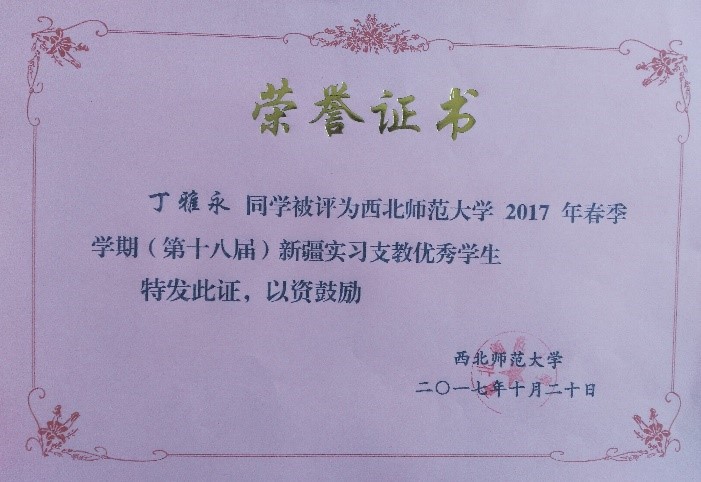 荣誉证书
丁雅永 同学被评为西北师范大学 2017 年春季
学期（第十八届）新疆实习支教优秀学生
特发此证，以资鼓励
西北师范大学
二〇一七年十月二十日